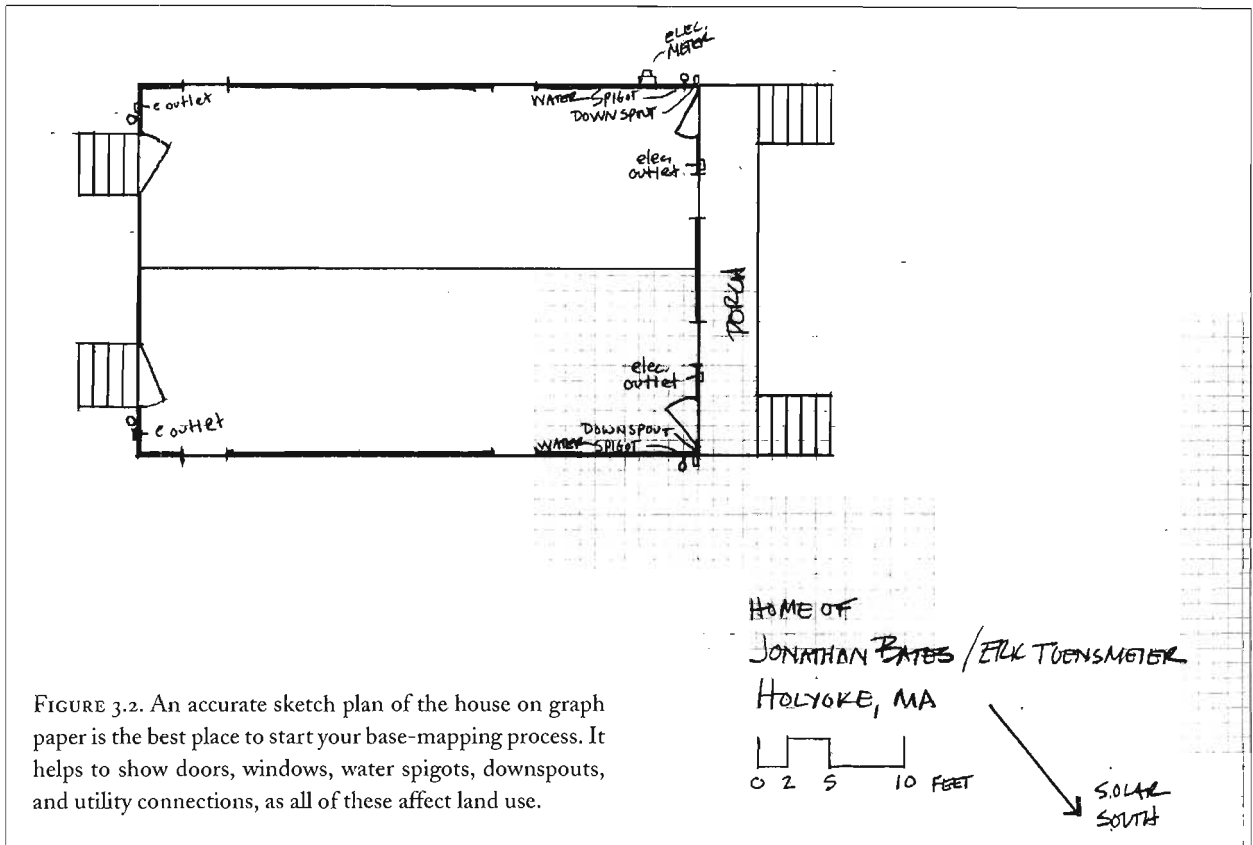 ELEC.
METER
e outlet
WATER SPIGOT
DOWNSPOUT
elec.
outlet
PORCH
elec.
outlet
e outlet
DOWNSPOUT
WATER SPIGOT
HOME OF
JONATHAN BATES / ERIC TOENSMEIER
HOLYOKE, MA
0 2 5 10 FEET
SOLAR
SOUTH
FIGURE 3.2. An accurate sketch plan of the house on graph
paper is the best place to start your base-mapping process. It
helps to show doors, windows, water spigots, downspouts,
and utility connections, as all of these affect land use.